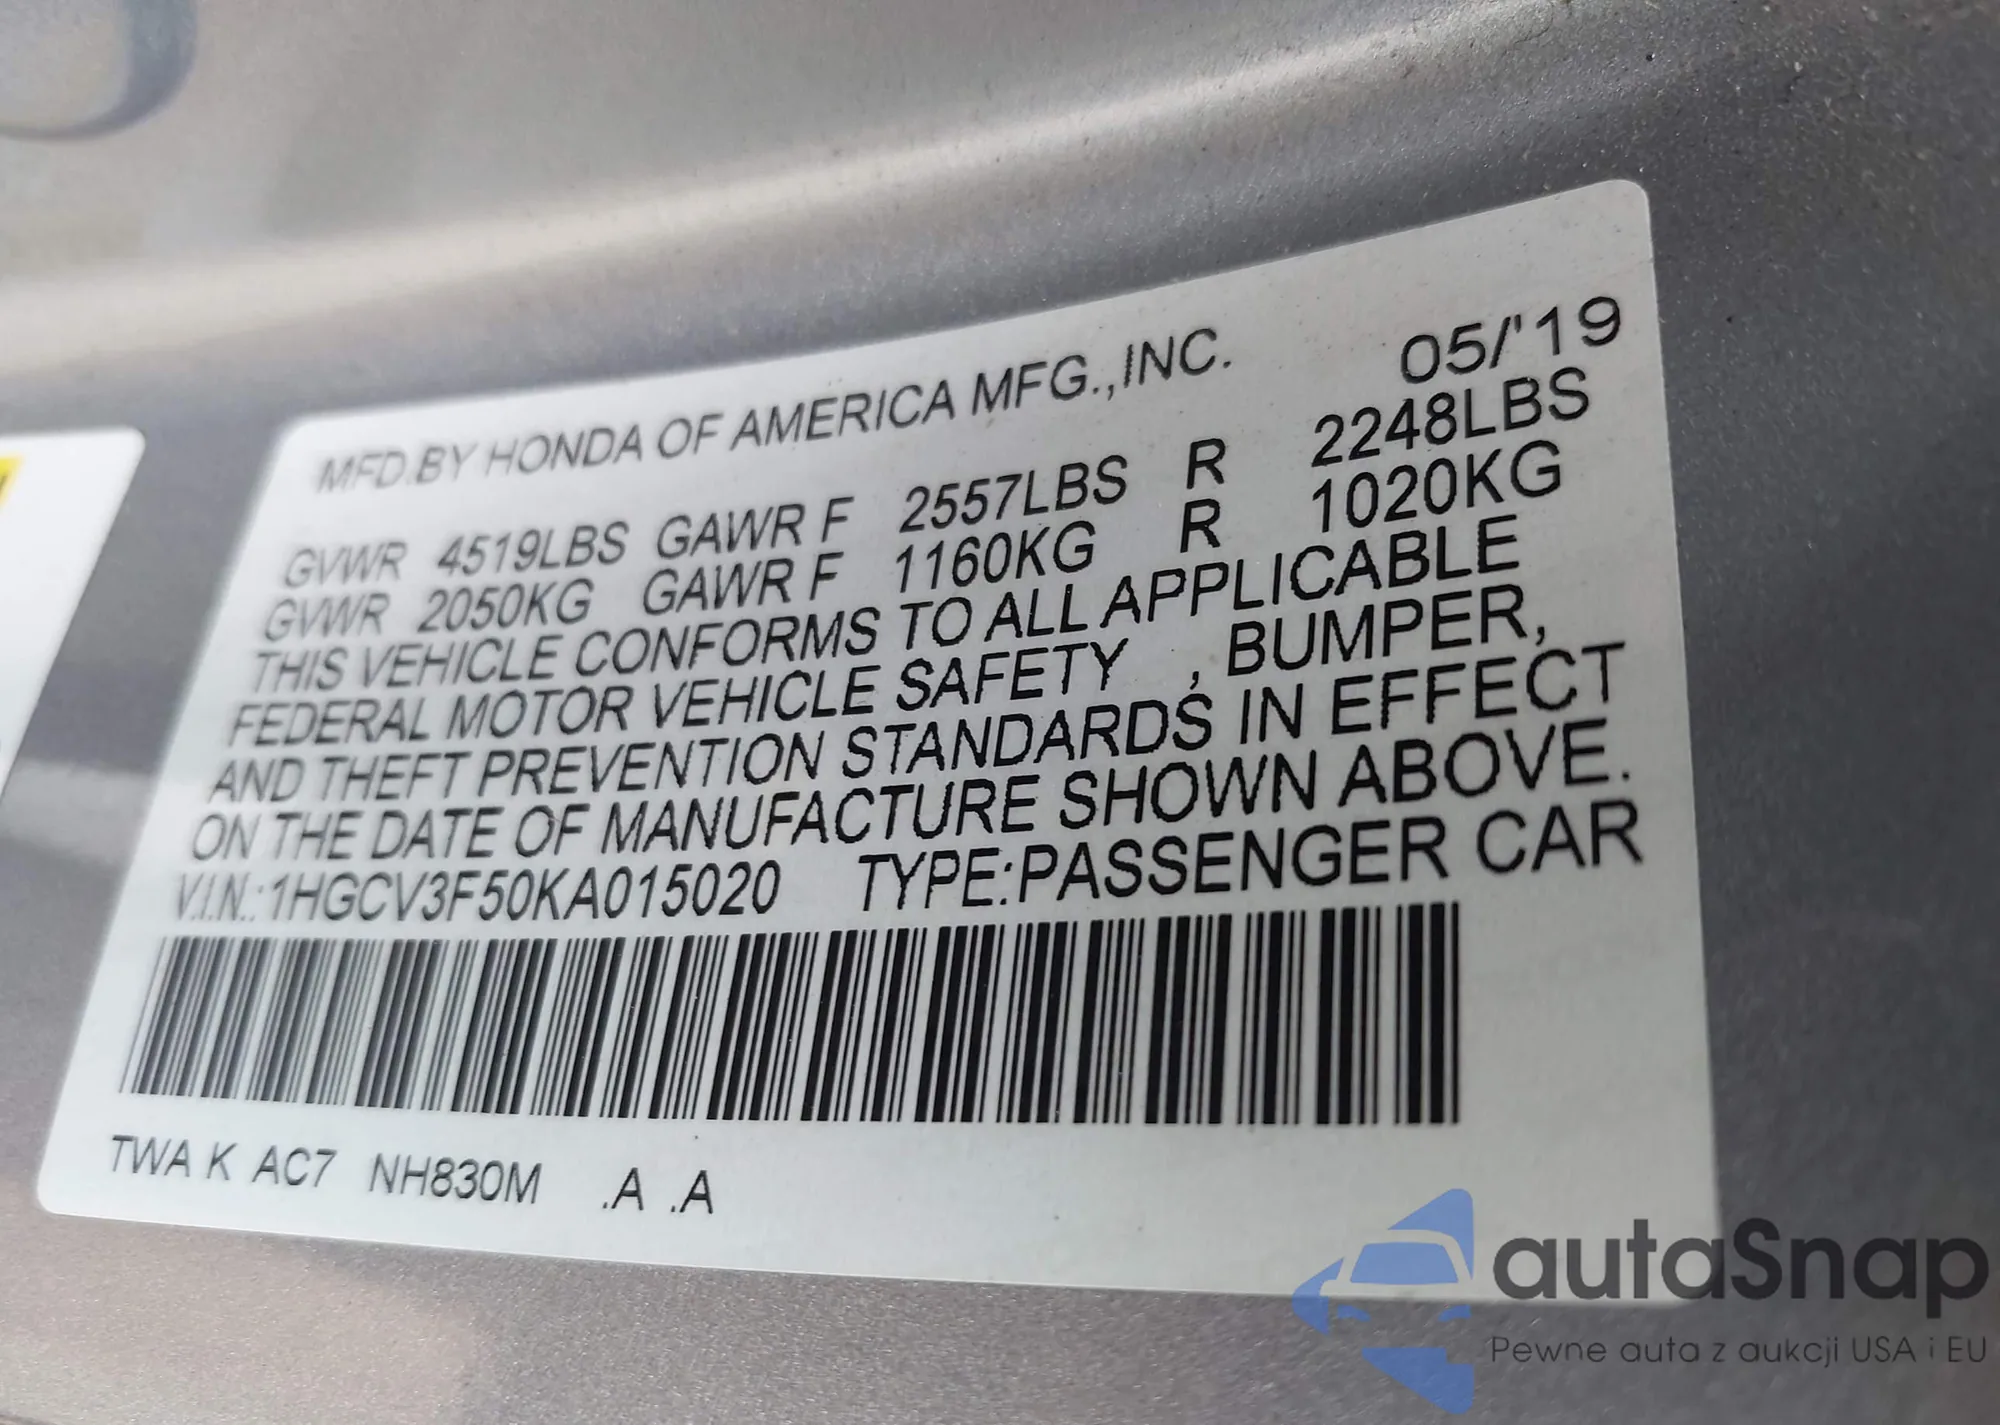 MFD.BY HONDA OF AMERICA MFG.,INC. 05/'19
GVWR 4519LBS GAWR F 2557LBS R 2248LBS
GVWR 2050KG GAWR F 1160KG R 1020KG
THIS VEHICLE CONFORMS TO ALL APPLICABLE
FEDERAL MOTOR VEHICLE SAFETY , BUMPER,
AND THEFT PREVENTION STANDARDS IN EFFECT
ON THE DATE OF MANUFACTURE SHOWN ABOVE.
V.I.N.:1HGCV3F50KA015020 TYPE:PASSENGER CAR
TWA K AC7 NH830M .A .A
autaSnap
Pewne auta z aukcji USA i EU